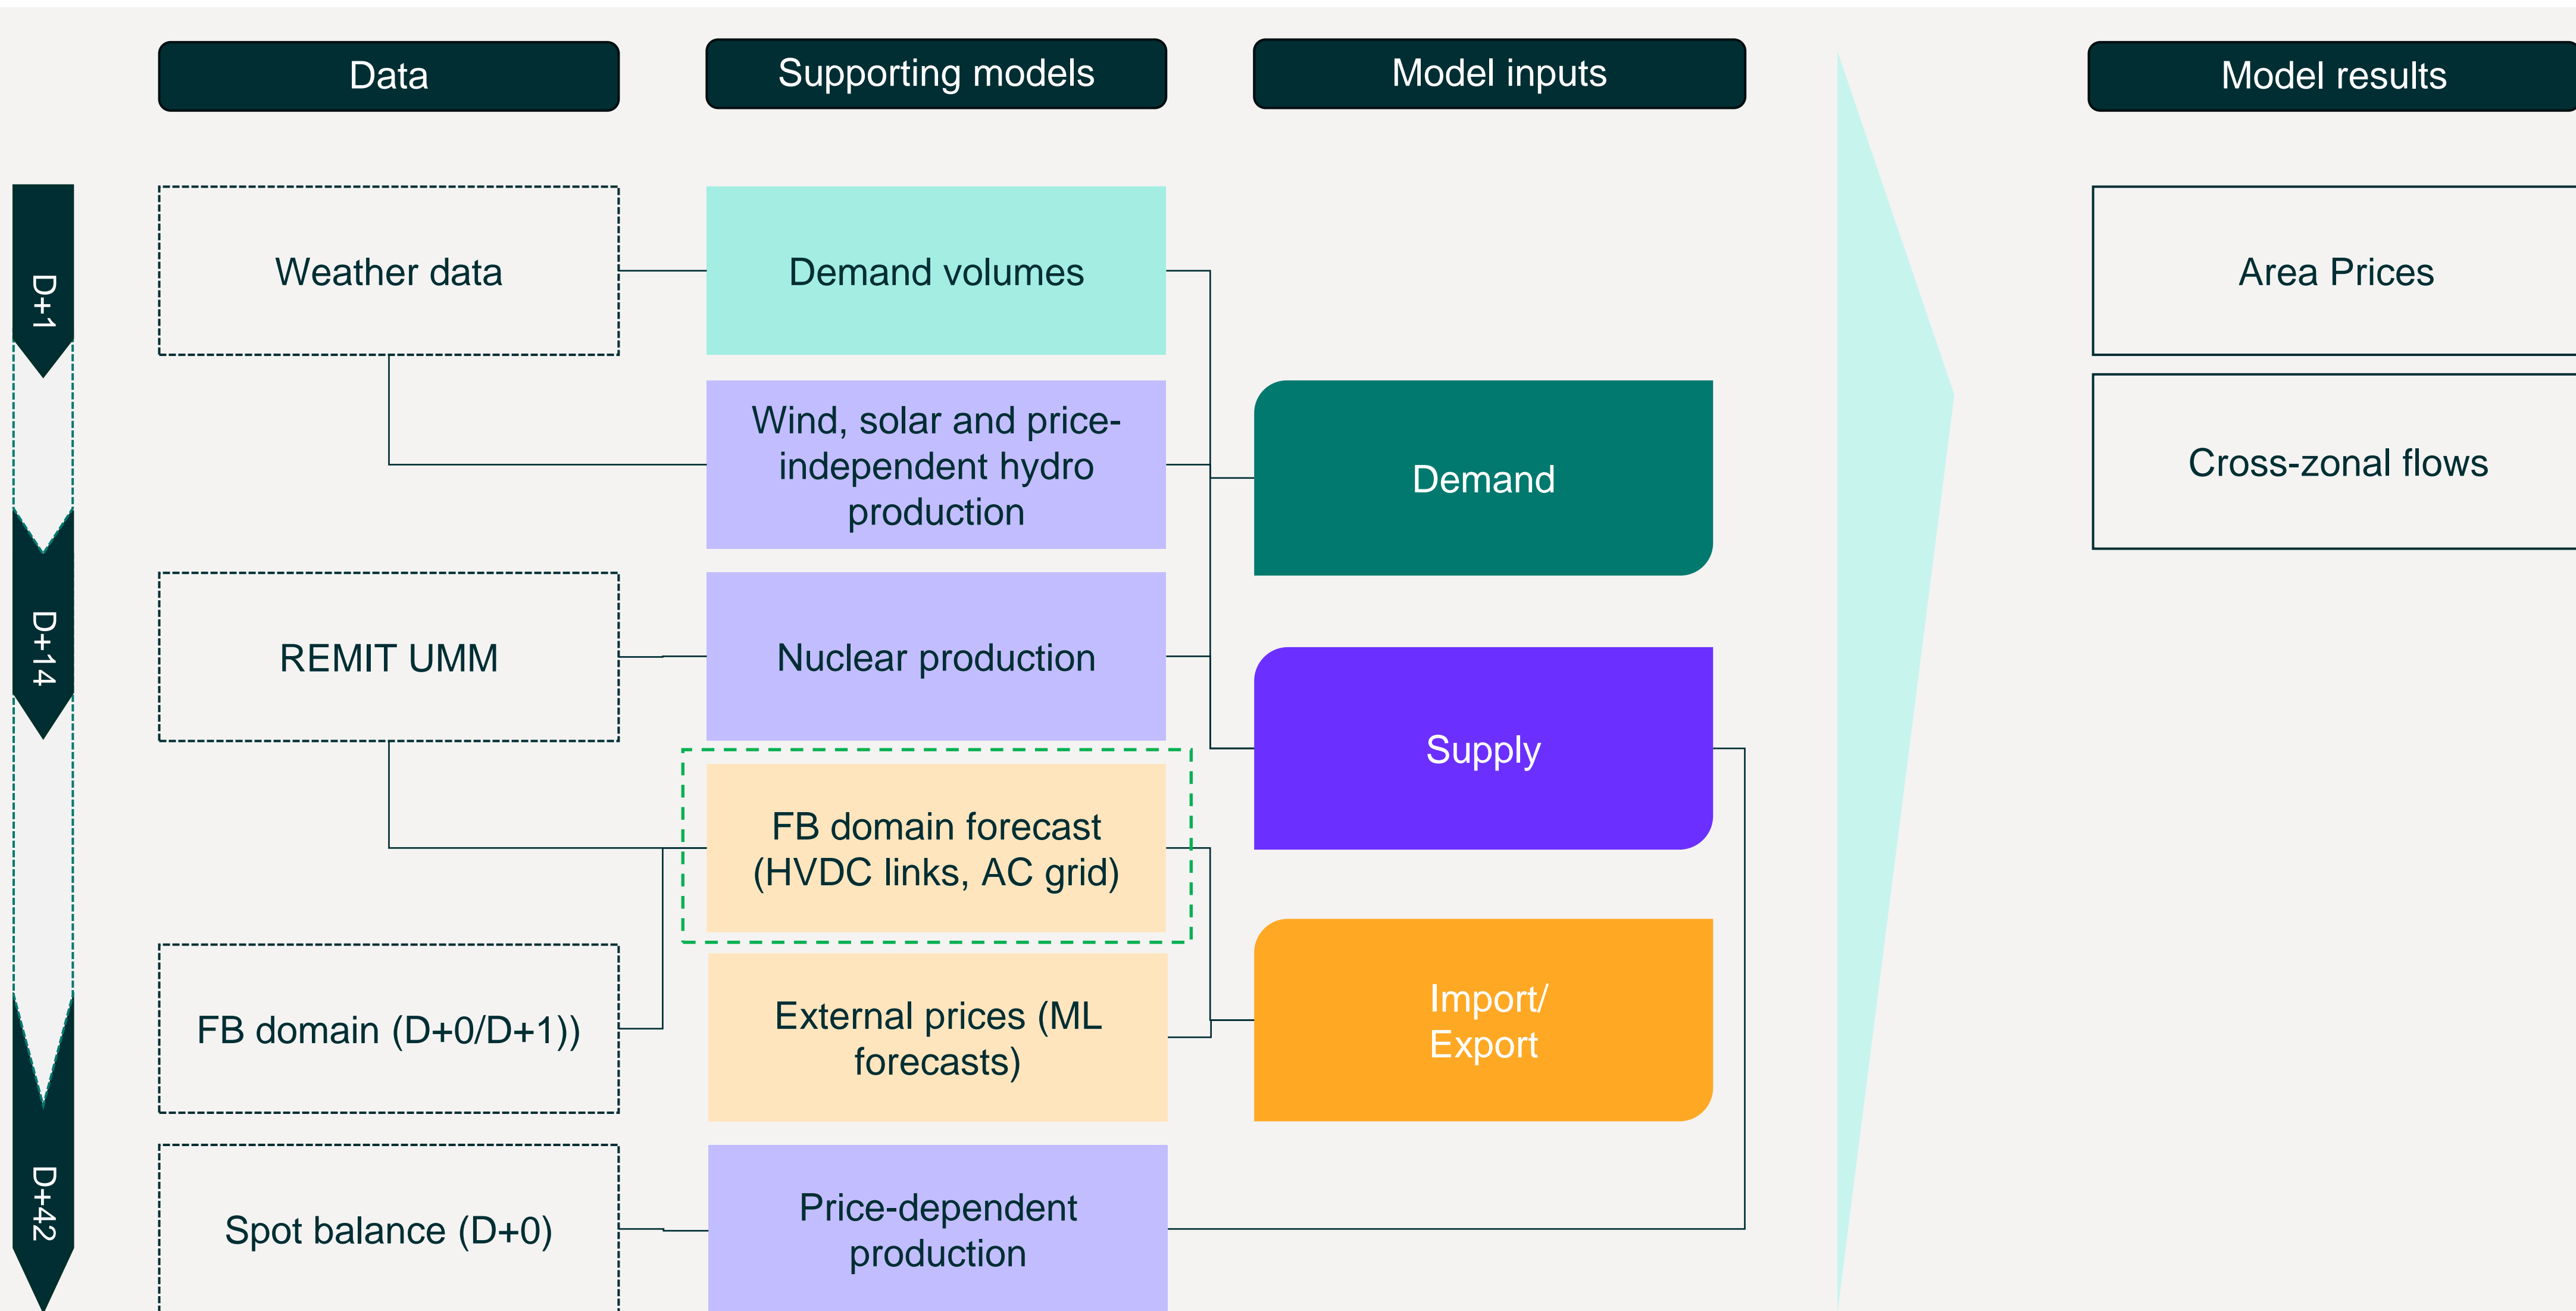 Data
Supporting models
Model inputs
Model results
D+1
D+14
D+42
Weather data
REMIT UMM
FB domain (D+0/D+1))
Spot balance (D+0)
Demand volumes
Wind, solar and price-
independent hydro
production
Nuclear production
FB domain forecast
(HVDC links, AC grid)
External prices (ML
forecasts)
Price-dependent
production
Demand
Supply
Import/
Export
Area Prices
Cross-zonal flows